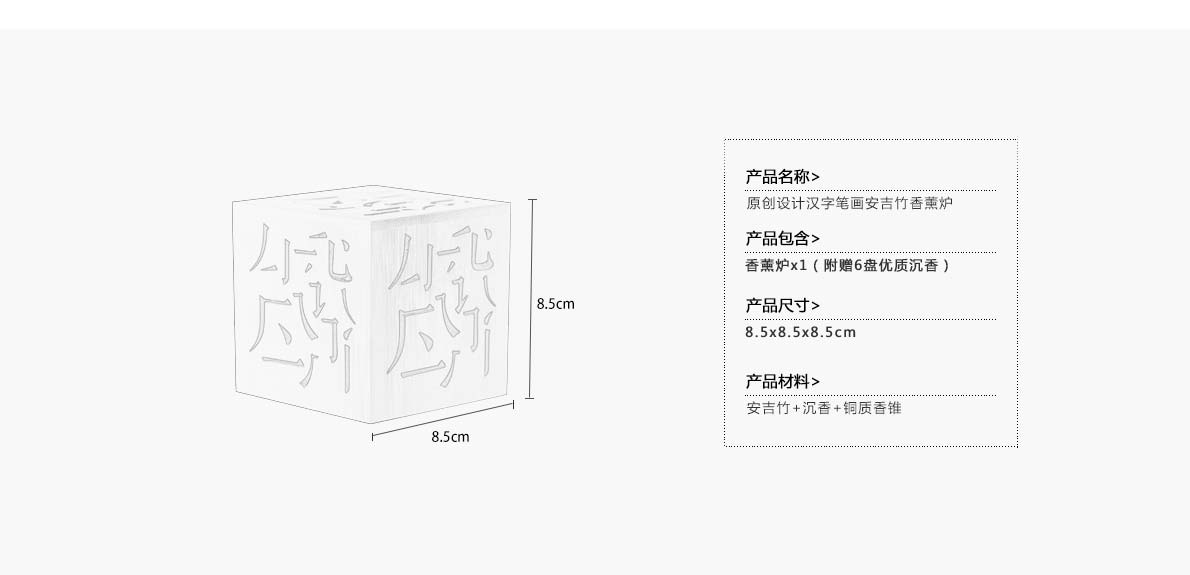 8.5cm
8.5cm
产品名称>
原创设计汉字笔画安吉竹香薰炉
产品包含>
香薰炉x1（附赠6盘优质沉香）
产品尺寸>
8.5x8.5x8.5cm
产品材料>
安吉竹+沉香+铜质香锥